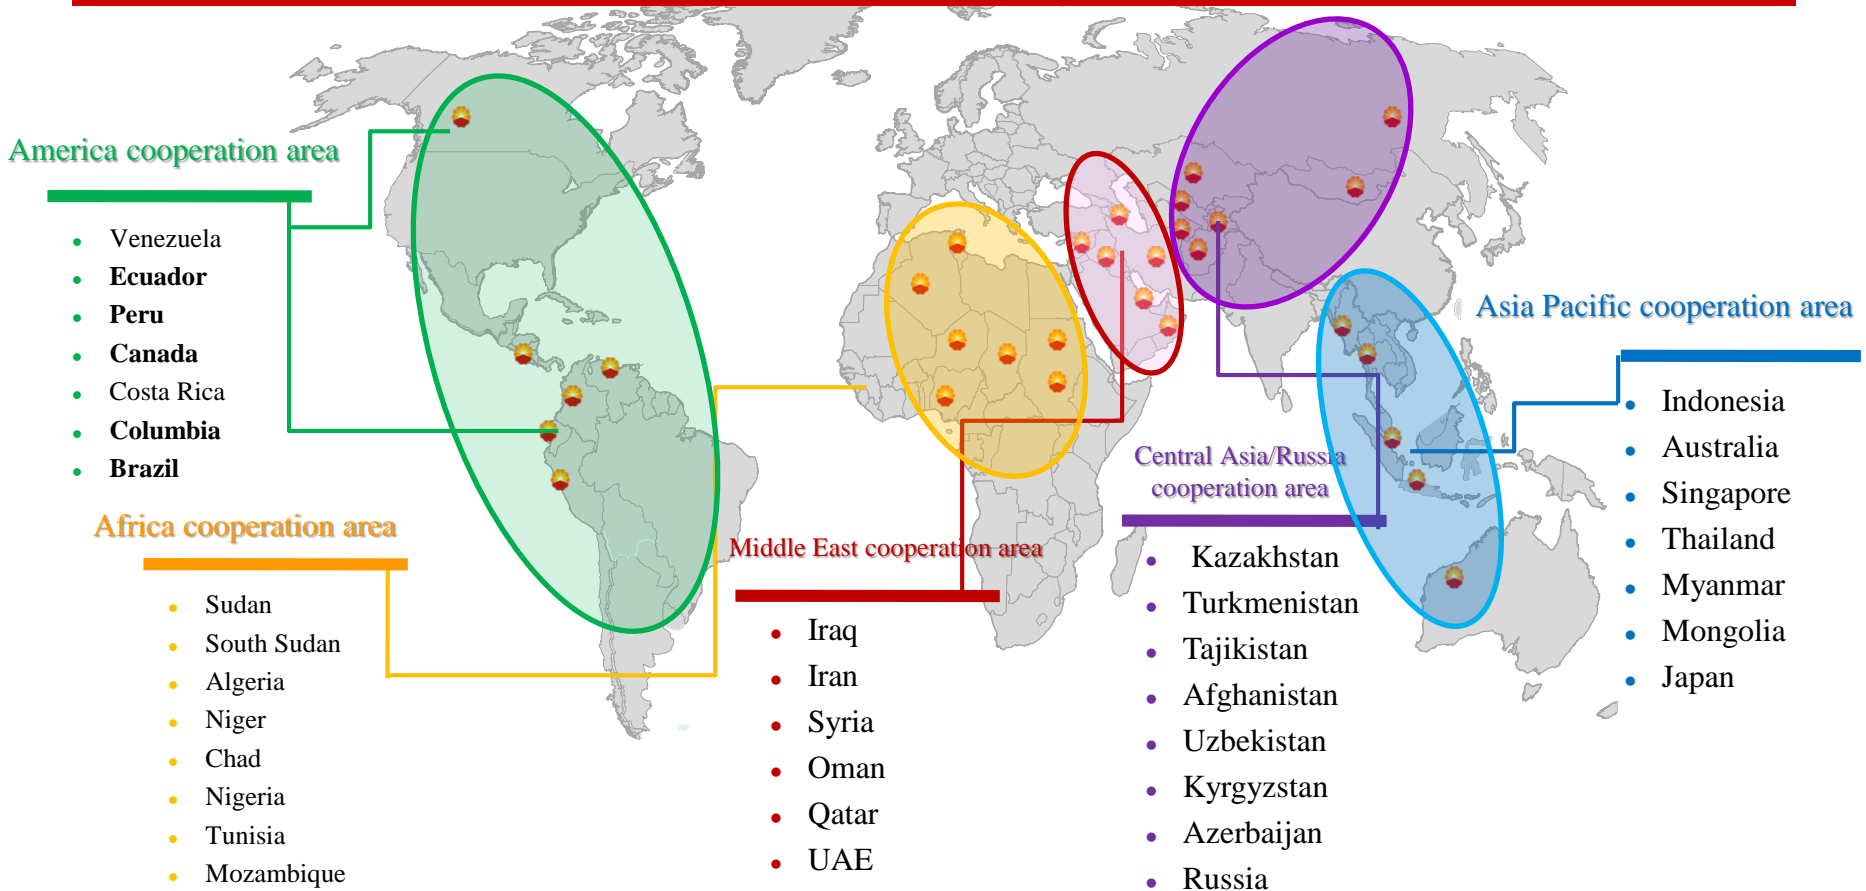 America cooperation area
Venezuela
Ecuador
Peru
Canada
Costa Rica
Columbia
Brazil
Africa cooperation area
Sudan
South Sudan
Algeria
Niger
Chad
Nigeria
Tunisia
Mozambique
Middle East cooperation area
Iraq
Iran
Syria
Oman
Qatar
UAE
Central Asia/Russia
cooperation area
Kazakhstan
Turkmenistan
Tajikistan
Afghanistan
Uzbekistan
Kyrgyzstan
Azerbaijan
Russia
Asia Pacific cooperation area
Indonesia
Australia
Singapore
Thailand
Myanmar
Mongolia
Japan